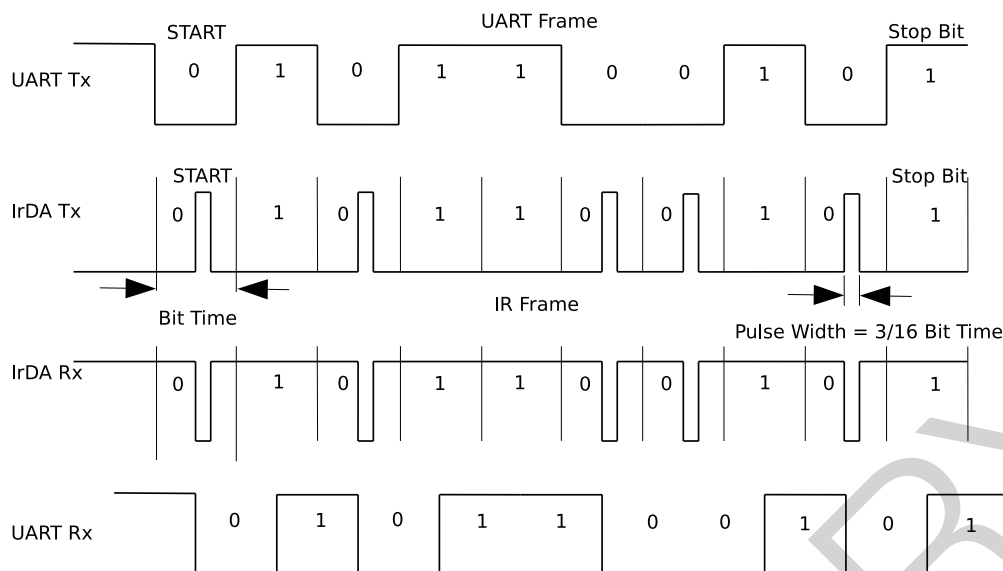 UART Frame
START
Stop Bit
UART Tx
0 1 0 1 1 0 0 1 0 1
START
Stop Bit
IrDA Tx
0 1 0 1 1 0 0 1 0 1
Bit Time
IR Frame
Pulse Width = 3/16 Bit Time
IrDA Rx
0 1 0 1 1 0 0 1 0 1
UART Rx
0 1 0 1 1 0 0 1 0 1